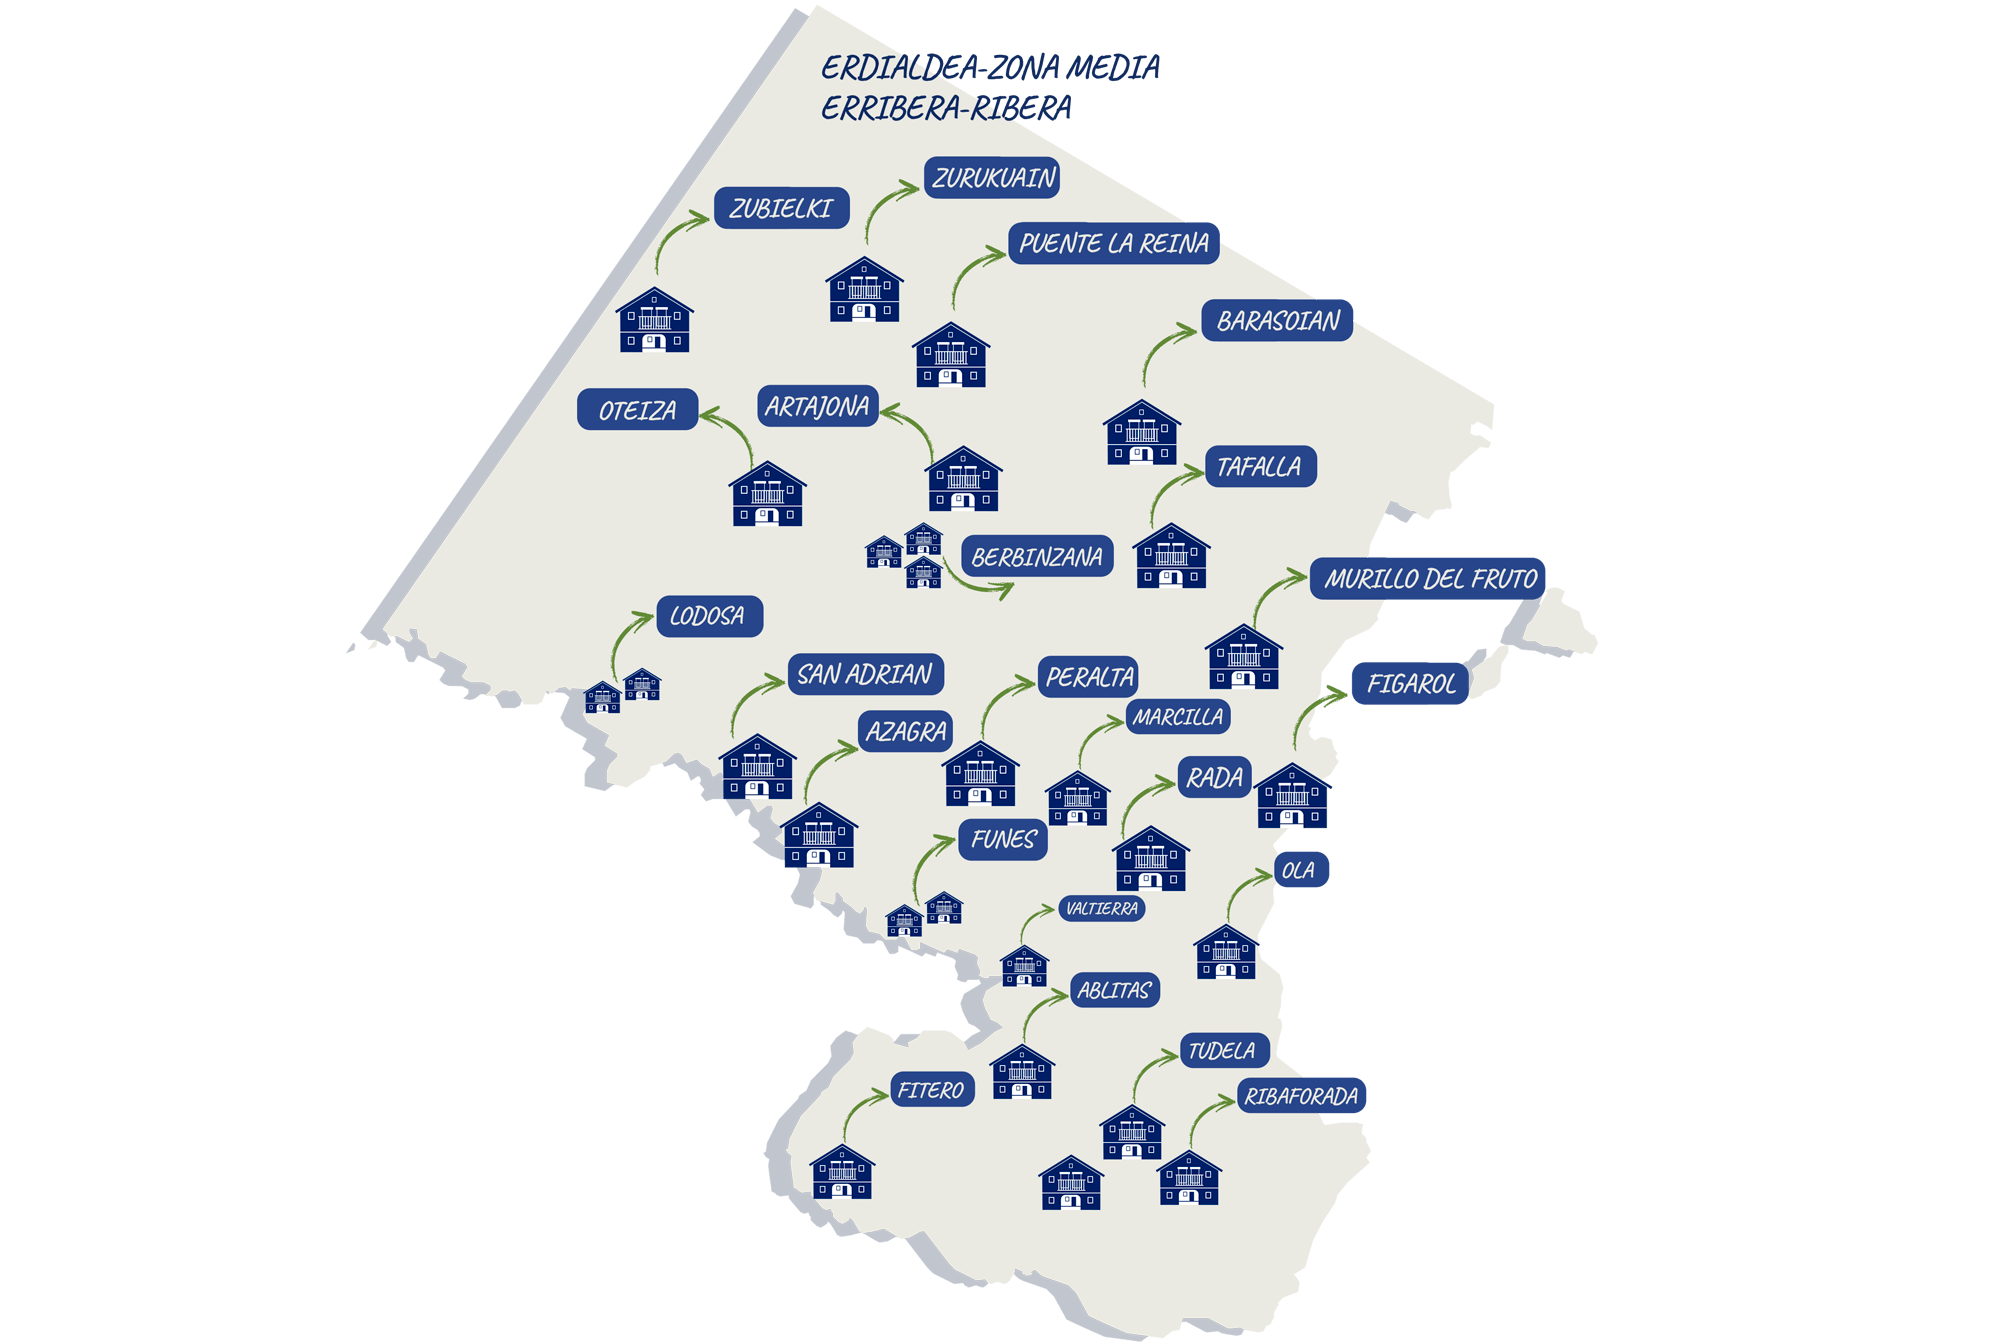 ERDIALDEA-ZONA MEDIA
ERRIBERA-RIBERA
ZURUKUAIN
ZUBIELKI
PUENTE LA REINA
BARASOIAN
OTEIZA
ARTAJONA
TAFALLA
BERBINZANA
MURILLO DEL FRUTO
LODOSA
SAN ADRIAN
PERALTA
FIGAROL
MARCILLA
AZAGRA
RADA
FUNES
OLA
VALTIERRA
ABLITAS
TUDELA
FITERO
RIBAFORADA